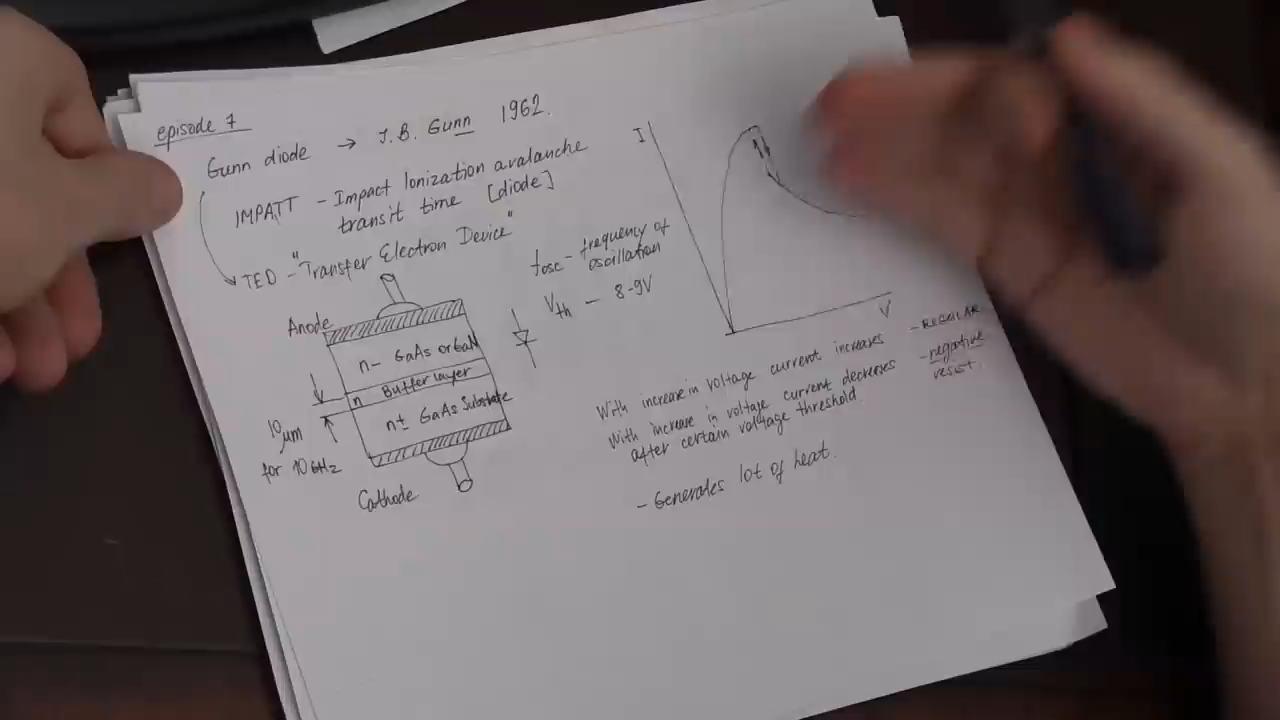 episode 7
Gunn diode → J.B. Gunn 1962.
IMPATT - Impact Ionization avalanche
transit time [diode]
TED - "Transfer Electron Device"
Anode
n- GaAs or GaN
Buffer layer
n
n+ GaAs Substrate
10 μm
for 10 GHz
Cathode
fosc - frequency of
oscillation
Vth - 8-9V
I
V
With increase in voltage current increases - REGULAR
With increase in voltage current decreases - negative
after certain voltage threshold. resist.
- Generates lot of heat.